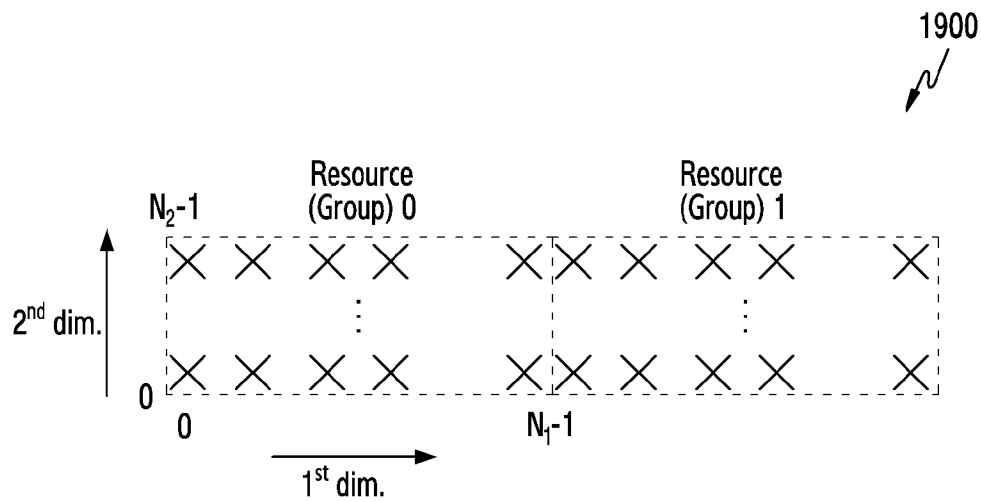 1900
Resource
(Group) 0
Resource
(Group) 1
N₂-1
2ⁿᵈ dim.
0
0
N₁-1
1ˢᵗ dim.